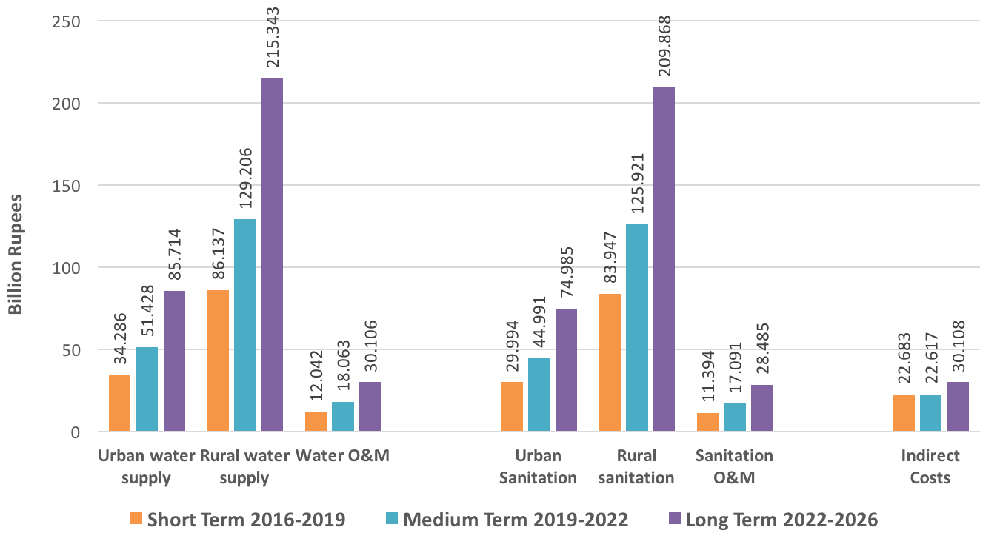 Billion Rupees
250
200
150
100
50
0
34.286
51.428
85.714
86.137
129.206
215.343
12.042
18.063
30.106
29.994
44.991
74.985
83.947
125.921
209.868
11.394
17.091
28.485
22.683
22.617
30.108
Urban water
supply
Rural water
supply
Water O&M
Urban
Sanitation
Rural
sanitation
Sanitation
O&M
Indirect
Costs
Short Term 2016-2019
Medium Term 2019-2022
Long Term 2022-2026